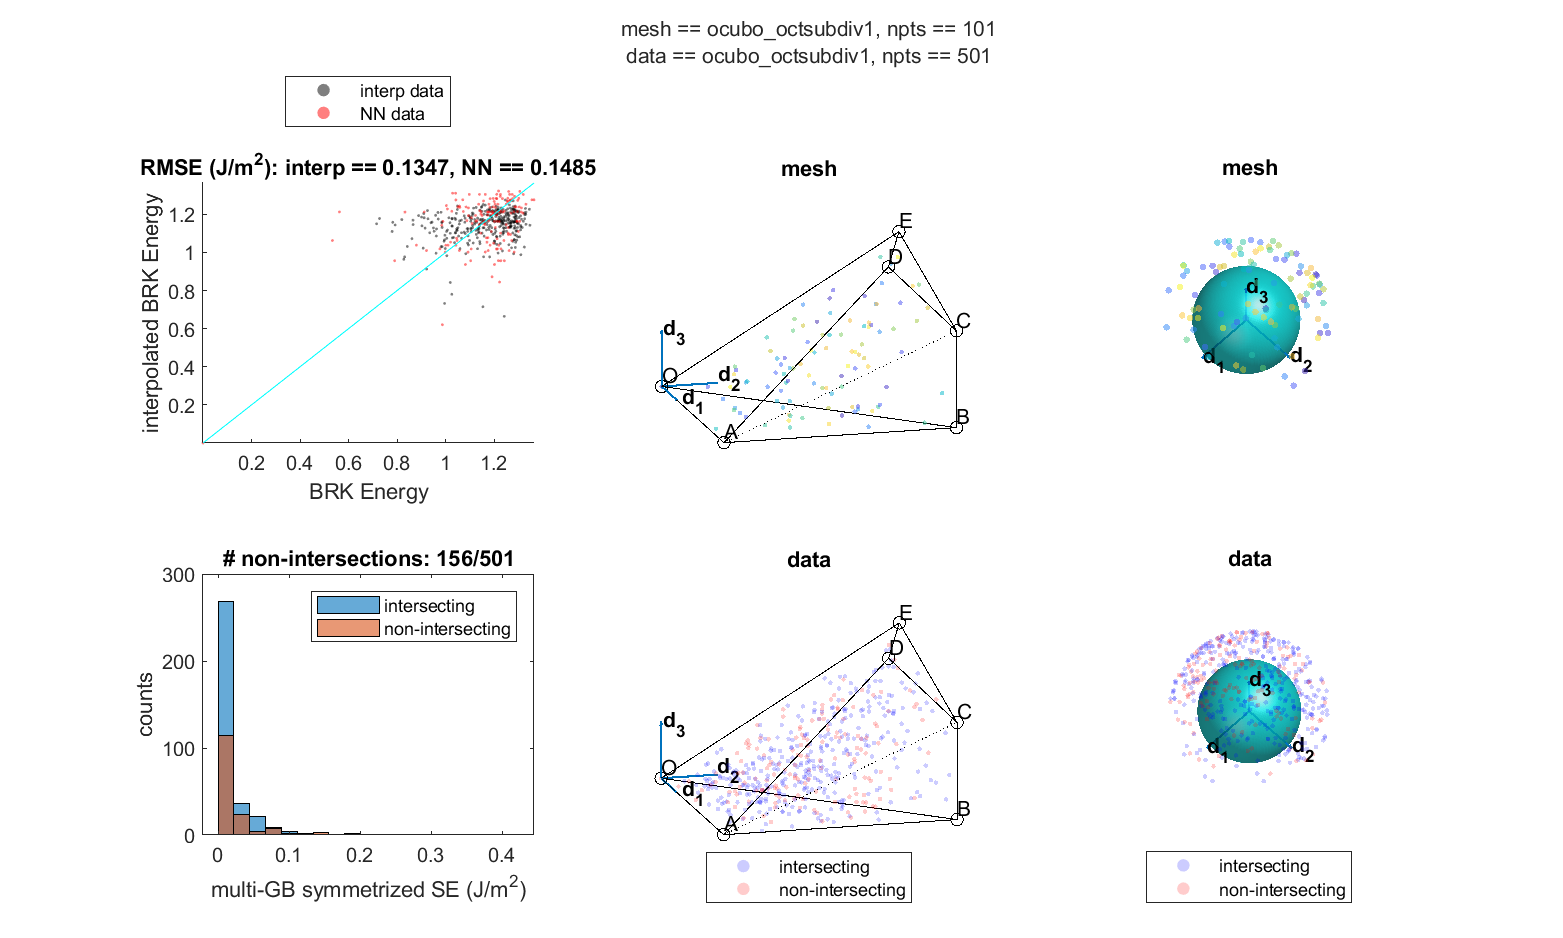 mesh == ocubo_octsubdiv1, npts == 101
data == ocubo_octsubdiv1, npts == 501
interp data
NN data
RMSE (J/m2): interp == 0.1347, NN == 0.1485
interpolated BRK Energy
1.2
1
0.8
0.6
0.4
0.2
0.2 0.4 0.6 0.8 1 1.2
BRK Energy
mesh
E
D
C
d3
O
d2
d1
A
B
mesh
d3
d1
d2
# non-intersections: 156/501
counts
300
200
100
0
intersecting
non-intersecting
0 0.1 0.2 0.3 0.4
multi-GB symmetrized SE (J/m2)
data
E
D
C
d3
O
d2
d1
A
B
intersecting
non-intersecting
data
d3
d1
d2
intersecting
non-intersecting